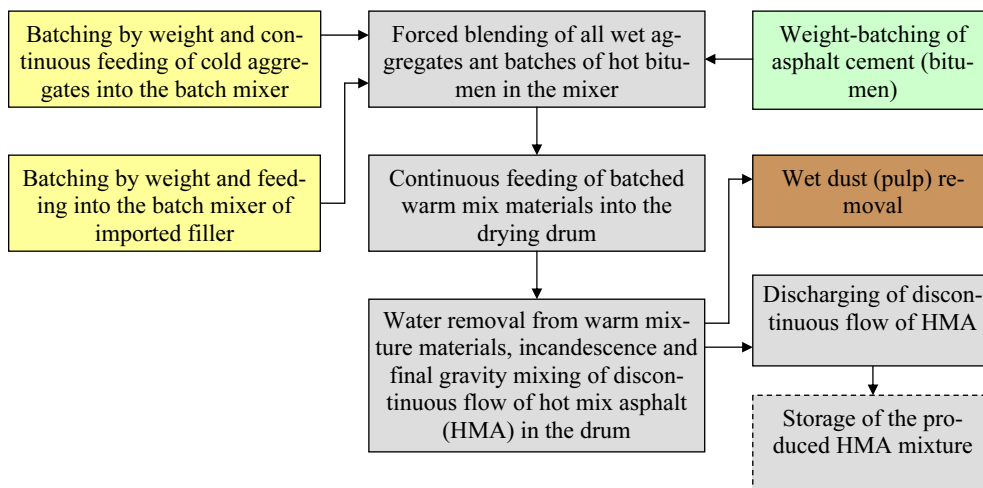 Batching by weight and con-
tinuous feeding of cold aggre-
gates into the batch mixer
Forced blending of all wet ag-
gregates ant batches of hot bitu-
men in the mixer
Weight-batching of
asphalt cement (bitu-
men)
Batching by weight and feed-
ing into the batch mixer of
imported filler
Continuous feeding of batched
warm mix materials into the
drying drum
Wet dust (pulp) re-
moval
Water removal from warm mix-
ture materials, incandescence and
final gravity mixing of discon-
tinuous flow of hot mix asphalt
(HMA) in the drum
Discharging of discon-
tinuous flow of HMA
Storage of the pro-
duced HMA mixture